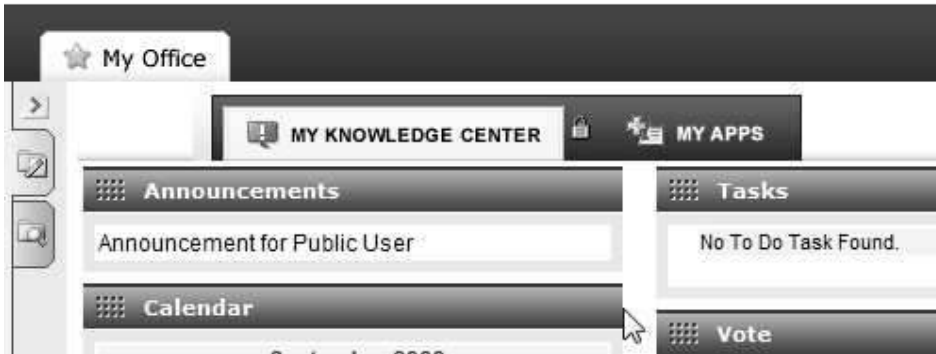 My Office
MY KNOWLEDGE CENTER
MY APPS
Announcements
Announcement for Public User
Calendar
Tasks
No To Do Task Found.
Vote